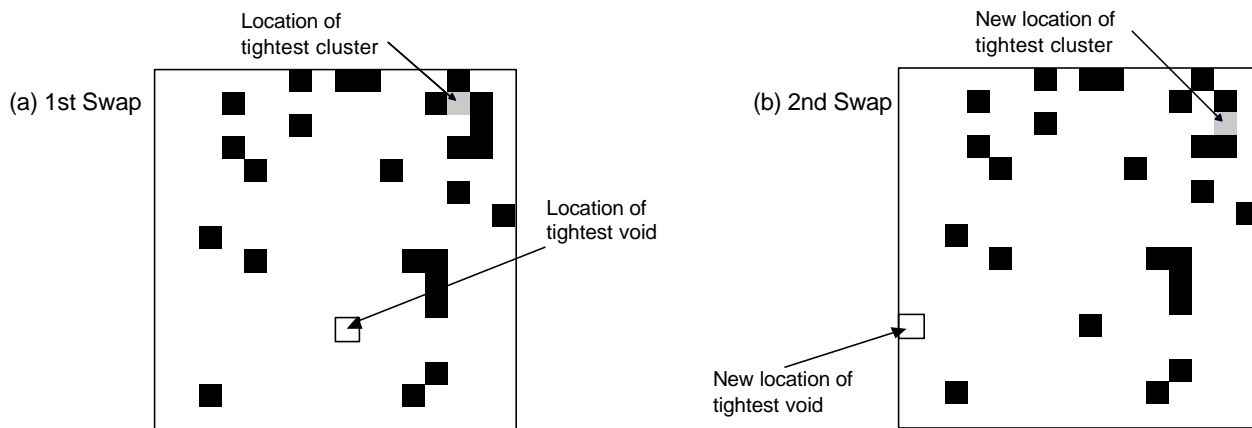 Location of
tightest cluster
(a) 1st Swap
Location of
tightest void
New location of
tightest cluster
(b) 2nd Swap
New location of
tightest void